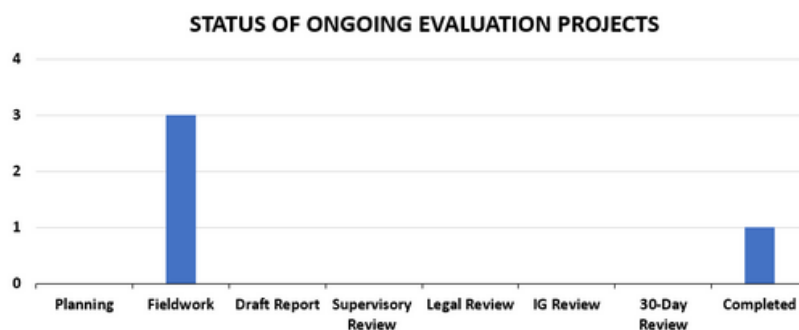 STATUS OF ONGOING EVALUATION PROJECTS
4
3
2
1
0
Planning Fieldwork Draft Report Supervisory Review Legal Review IG Review 30-Day Review Completed